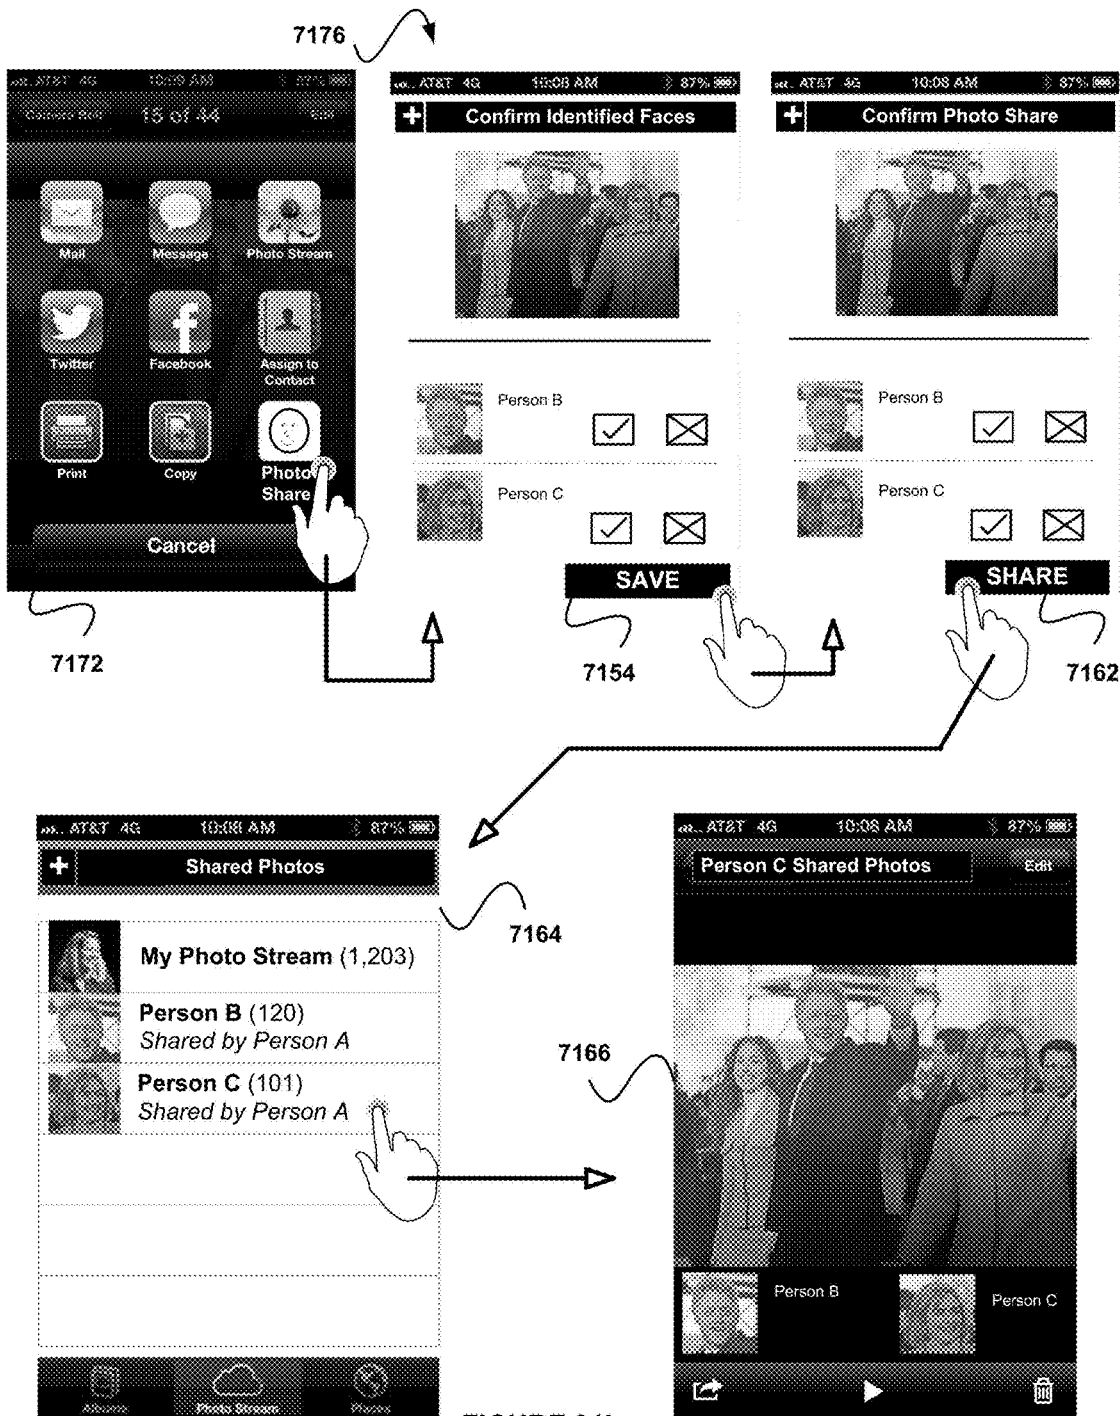 7176
AT&T 4G 10:09 AM 87%
Camera Roll 15 of 44 Edit
Mail Message Photo Stream
Twitter Facebook Assign to
Contact
Print Copy Photo
Share
Cancel
7172
AT&T 4G 10:08 AM 87%
+ Confirm Identified Faces
Person B
Person C
SAVE
7154
AT&T 4G 10:08 AM 87%
+ Confirm Photo Share
Person B
Person C
SHARE
7162
AT&T 4G 10:08 AM 87%
+ Shared Photos
7164
My Photo Stream (1,203)
Person B (120)
Shared by Person A
Person C (101)
Shared by Person A
Albums Photo Stream Photos
AT&T 4G 10:08 AM 87%
Person C Shared Photos Edit
7166
Person B Person C